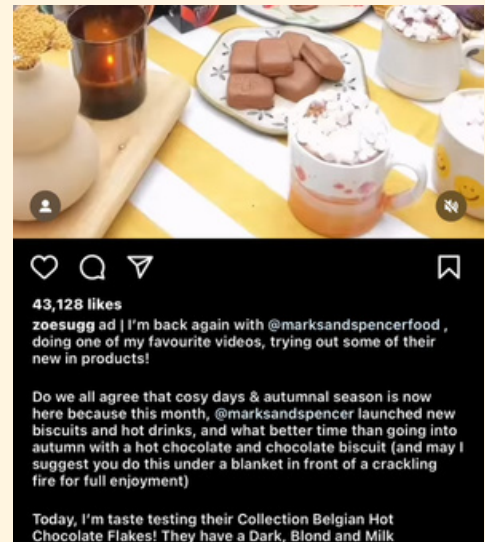 43,128 likes
zoesugg ad | I'm back again with @marksandspencerfood ,
doing one of my favourite videos, trying out some of their
new in products!
Do we all agree that cosy days & autumnal season is now
here because this month, @marksandspencer launched new
biscuits and hot drinks, and what better time than going into
autumn with a hot chocolate and chocolate biscuit (and may I
suggest you do this under a blanket in front of a crackling
fire for full enjoyment)
Today, I'm taste testing their Collection Belgian Hot
Chocolate Flakes! They have a Dark, Blond and Milk